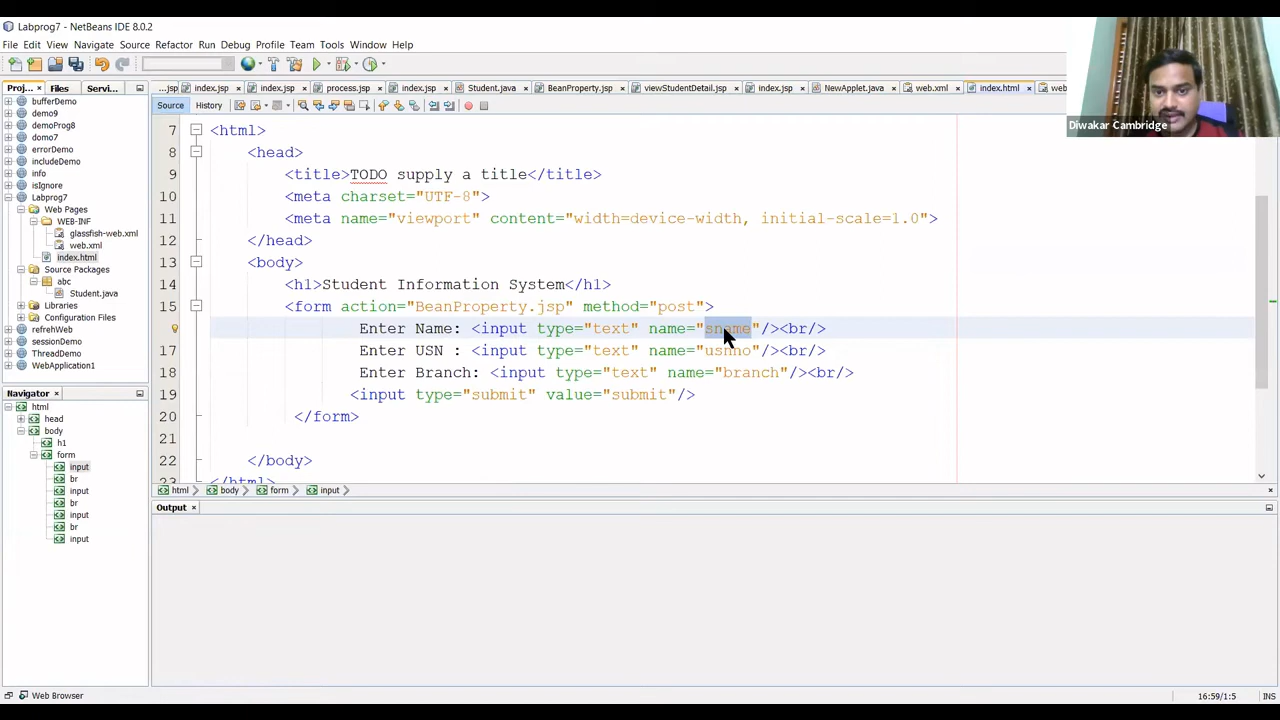 Labprog7 - NetBeans IDE 8.0.2
File Edit View Navigate Source Refactor Run Debug Profile Team Tools Window Help
Proj... × Files Servi...
...jsp index.jsp × index.jsp × process.jsp × index.jsp × Student.java × BeanProperty.jsp × viewStudentDetail.jsp × index.jsp × NewApplet.java × web.xml × index.html × web
Source History
Diwakar Cambridge
bufferDemo
demo9
demoProg8
domo7
errorDemo
includeDemo
info
isIgnore
Labprog7
Web Pages
WEB-INF
glassfish-web.xml
web.xml
index.html
Source Packages
abc
Student.java
Libraries
Configuration Files
refrehWeb
sessionDemo
ThreadDemo
WebApplication1
7 <html>
8 <head>
9 <title>TODO supply a title</title>
10 <meta charset="UTF-8">
11 <meta name="viewport" content="width=device-width, initial-scale=1.0">
12 </head>
13 <body>
14 <h1>Student Information System</h1>
15 <form action="BeanProperty.jsp" method="post">
Enter Name: <input type="text" name="sname"/><br/>
17 Enter USN : <input type="text" name="usnno"/><br/>
18 Enter Branch: <input type="text" name="branch"/><br/>
19 <input type="submit" value="submit"/>
20 </form>
21
22 </body>
23 </html>
html body form input
Navigator ×
html
head
body
h1
form
input
br
input
br
input
br
input
Output ×
Web Browser
16:59/1:5 INS